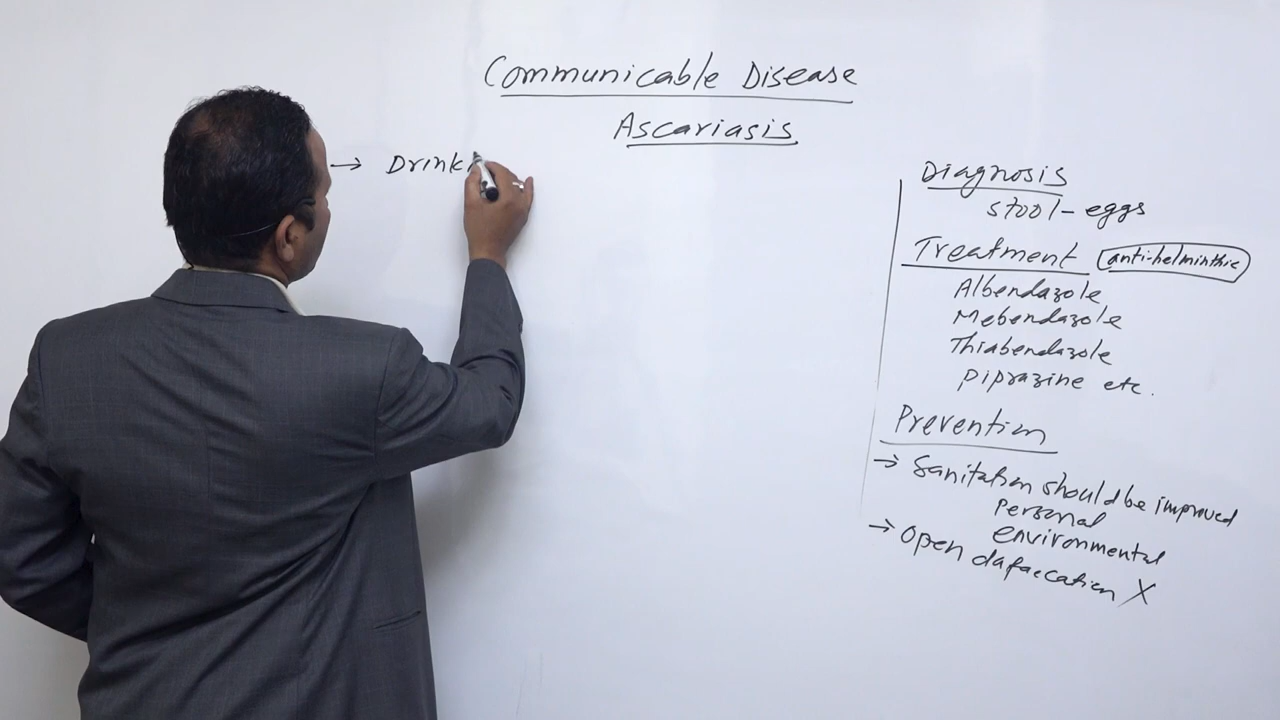 Communicable Disease
Ascariasis
→ Drinki
Diagnosis
stool-eggs
Treatment (anti-helminthic)
Albendazole
Mebendazole
Thiabendazole
Piprazine etc.
Prevention
→ Sanitation should be improved
Personal
environmental
→ Open dafaecation X